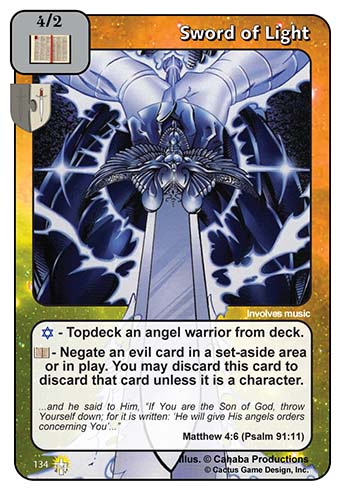 4/2
Sword of Light
Involves music
- Topdeck an angel warrior from deck.
- Negate an evil card in a set-aside area
or in play. You may discard this card to
discard that card unless it is a character.
...and he said to Him, “If you are the Son of God, throw
Yourself down; for it is written: ‘He will give His angels orders
concerning You’...”
Matthew 4:6 (Psalm 91:11)
134
Illus. © Cahaba Productions
© Cactus Game Design, Inc.